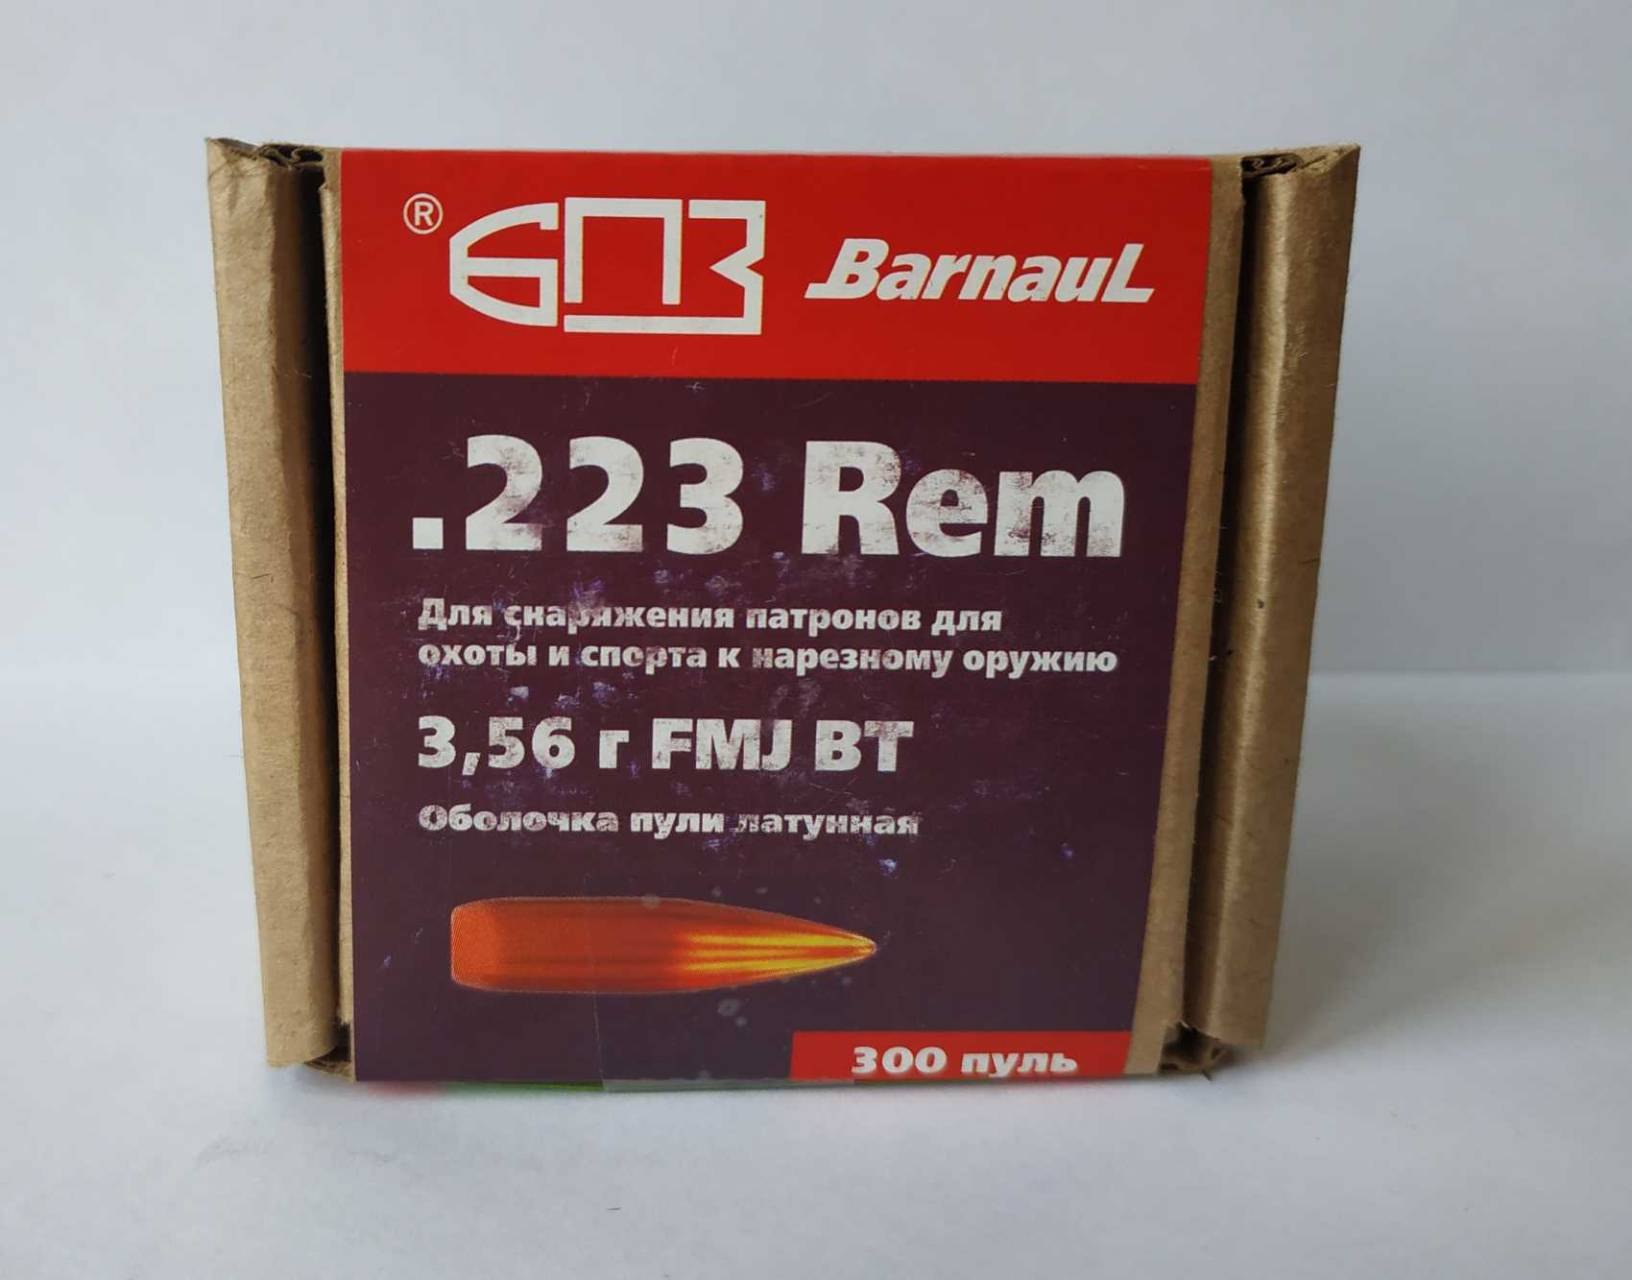 ® БПЗ Barnaul
.223 Rem
Для снаряжения патронов для
охоты и спорта к нарезному оружию
3,56 г FMJ BT
Оболочка пули латунная
300 пуль